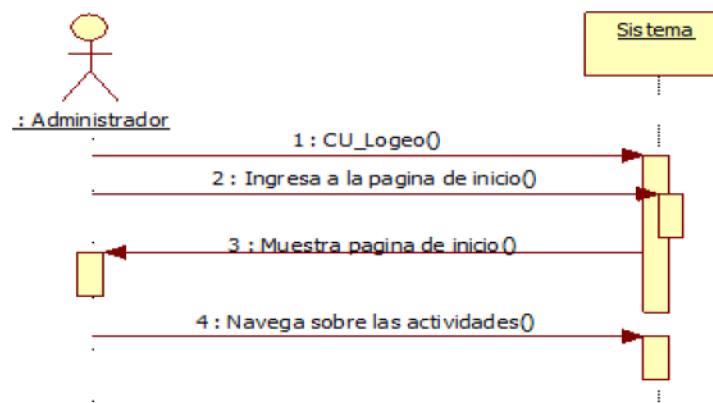 Sistema
: Administrador
1 : CU_Logeo()
2 : Ingresa a la pagina de inicio()
3 : Muestra pagina de inicio()
4 : Navega sobre las actividades()